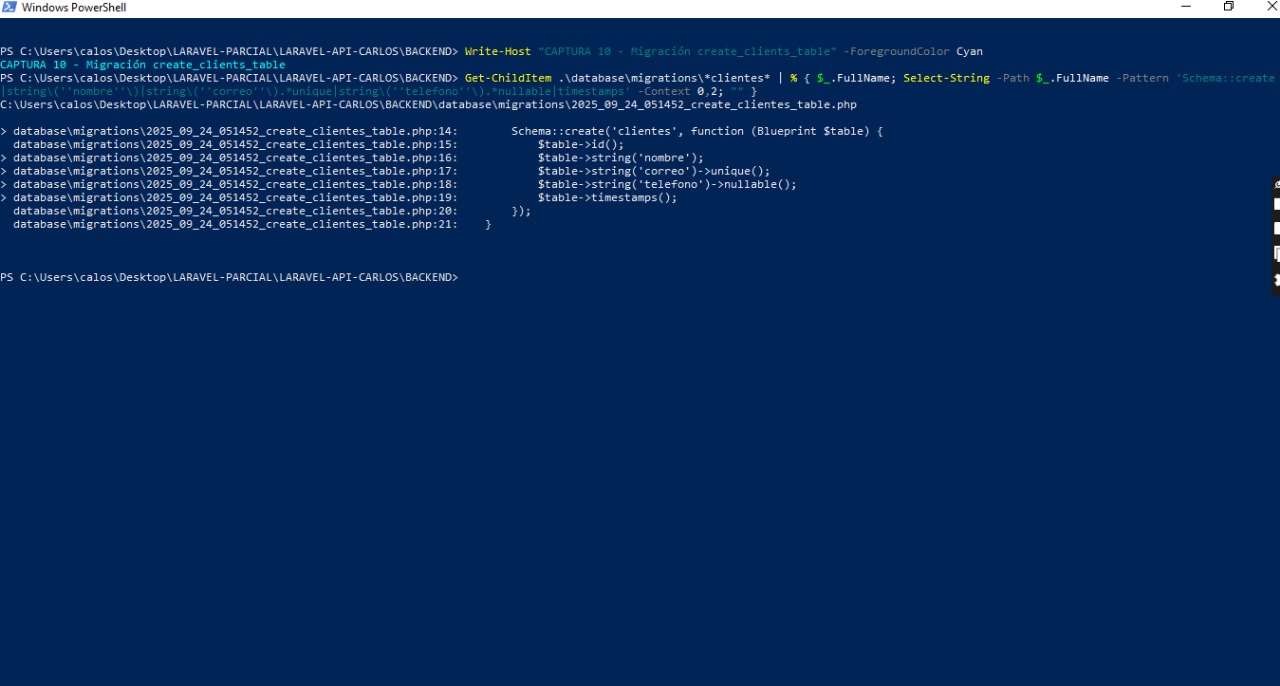 Windows PowerShell
PS C:\Users\calos\Desktop\LARAVEL-PARCIAL\LARAVEL-API-CARLOS\BACKEND> Write-Host "CAPTURA 10 - Migración create_clients_table" -ForegroundColor Cyan
CAPTURA 10 - Migración create_clients_table
PS C:\Users\calos\Desktop\LARAVEL-PARCIAL\LARAVEL-API-CARLOS\BACKEND> Get-ChildItem .\database\migrations\*clientes* | % { $_.FullName; Select-String -Path $_.FullName -Pattern 'Schema::create
|string\(''nombre''\)|string\(''correo''\).*unique|string\(''telefono''\).*nullable|timestamps' -Context 0,2; "" }
C:\Users\calos\Desktop\LARAVEL-PARCIAL\LARAVEL-API-CARLOS\BACKEND\database\migrations\2025_09_24_051452_create_clientes_table.php
> database\migrations\2025_09_24_051452_create_clientes_table.php:14:        Schema::create('clientes', function (Blueprint $table) {
  database\migrations\2025_09_24_051452_create_clientes_table.php:15:            $table->id();
> database\migrations\2025_09_24_051452_create_clientes_table.php:16:            $table->string('nombre');
> database\migrations\2025_09_24_051452_create_clientes_table.php:17:            $table->string('correo')->unique();
> database\migrations\2025_09_24_051452_create_clientes_table.php:18:            $table->string('telefono')->nullable();
> database\migrations\2025_09_24_051452_create_clientes_table.php:19:            $table->timestamps();
  database\migrations\2025_09_24_051452_create_clientes_table.php:20:        });
  database\migrations\2025_09_24_051452_create_clientes_table.php:21:    }
PS C:\Users\calos\Desktop\LARAVEL-PARCIAL\LARAVEL-API-CARLOS\BACKEND>